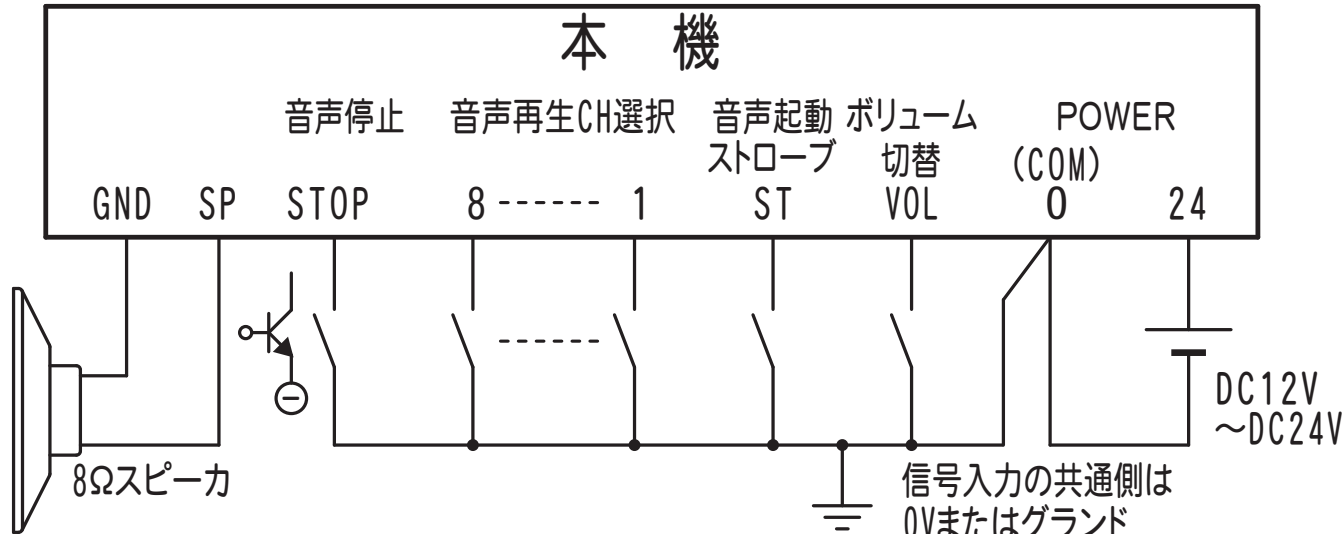 本 機
音声停止 音声再生CH選択 音声起動 ボリューム POWER
ストローブ 切替 (COM)
GND SP STOP 8 ------ 1 ST VOL 0 24
DC12V
～DC24V
8Ωスピーカ
信号入力の共通側は
0Vまたはグランド